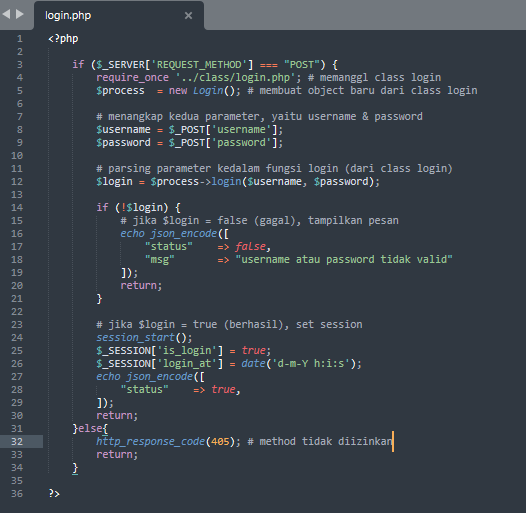 login.php
1 <?php
2
3 if ($_SERVER['REQUEST_METHOD'] === "POST") {
4 require_once '../class/login.php'; # memanggl class login
5 $process  = new Login(); # membuat object baru dari class login
6
7 # menangkap kedua parameter, yaitu username & password
8 $username = $_POST['username'];
9 $password = $_POST['password'];
10
11 # parsing parameter kedalam fungsi login (dari class login)
12 $login = $process->login($username, $password);
13
14 if (!$login) {
15 # jika $login = false (gagal), tampilkan pesan
16 echo json_encode([
17 "status"    => false,
18 "msg"       => "username atau password tidak valid"
19 ]);
20 return;
21 }
22
23 # jika $login = true (berhasil), set session
24 session_start();
25 $_SESSION['is_login'] = true;
26 $_SESSION['login_at'] = date('d-m-Y h:i:s');
27 echo json_encode([
28 "status"    => true,
29 ]);
30 return;
31 }else{
32 http_response_code(405); # method tidak diizinkan
33 return;
34 }
35
36 ?>